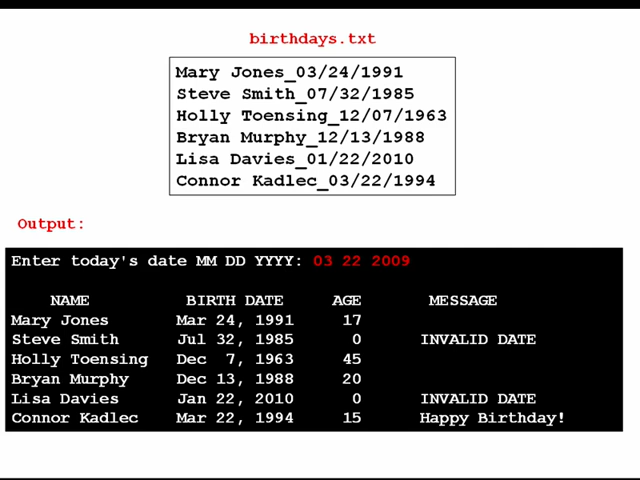 birthdays.txt
Mary Jones_03/24/1991
Steve Smith_07/32/1985
Holly Toensing_12/07/1963
Bryan Murphy_12/13/1988
Lisa Davies_01/22/2010
Connor Kadlec_03/22/1994
Output:
Enter today's date MM DD YYYY: 03 22 2009
NAME BIRTH DATE AGE MESSAGE
Mary Jones Mar 24, 1991 17
Steve Smith Jul 32, 1985 0 INVALID DATE
Holly Toensing Dec 7, 1963 45
Bryan Murphy Dec 13, 1988 20
Lisa Davies Jan 22, 2010 0 INVALID DATE
Connor Kadlec Mar 22, 1994 15 Happy Birthday!